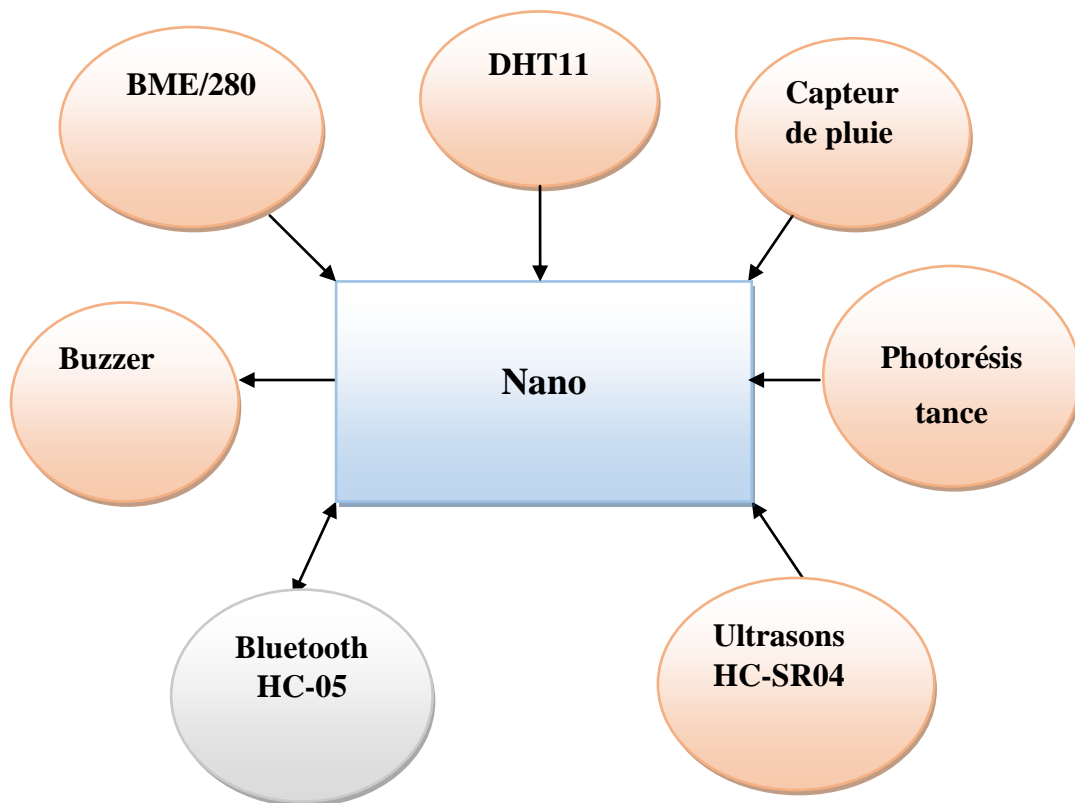 BME/280
DHT11
Capteur
de pluie
Buzzer
Nano
Photorésis
tance
Bluetooth
HC-05
Ultrasons
HC-SR04